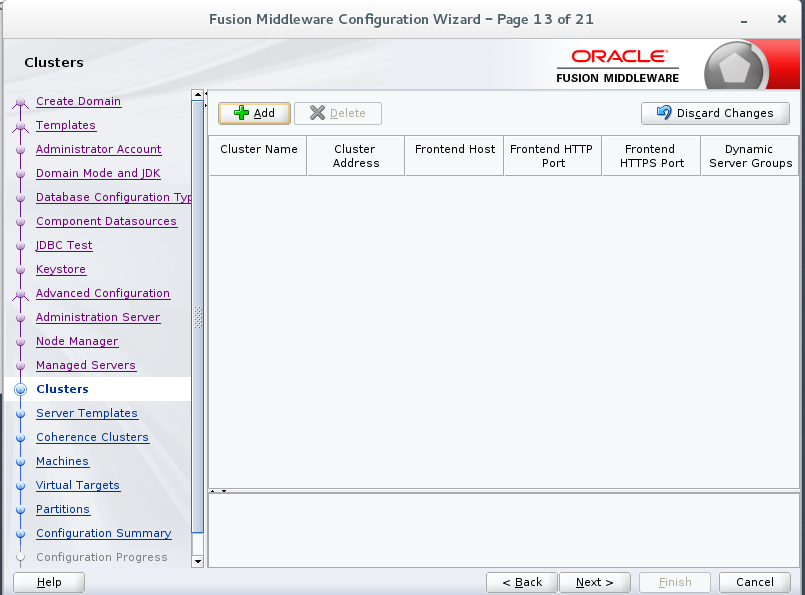 Fusion Middleware Configuration Wizard – Page 13 of 21
Clusters
ORACLE
FUSION MIDDLEWARE
Create Domain
Templates
Administrator Account
Domain Mode and JDK
Database Configuration Typ
Component Datasources
JDBC Test
Keystore
Advanced Configuration
Administration Server
Node Manager
Managed Servers
Clusters
Server Templates
Coherence Clusters
Machines
Virtual Targets
Partitions
Configuration Summary
Configuration Progress
Add
Delete
Discard Changes
Cluster Name
Cluster
Address
Frontend Host
Frontend HTTP
Port
Frontend
HTTPS Port
Dynamic
Server Groups
Help
< Back
Next >
Finish
Cancel